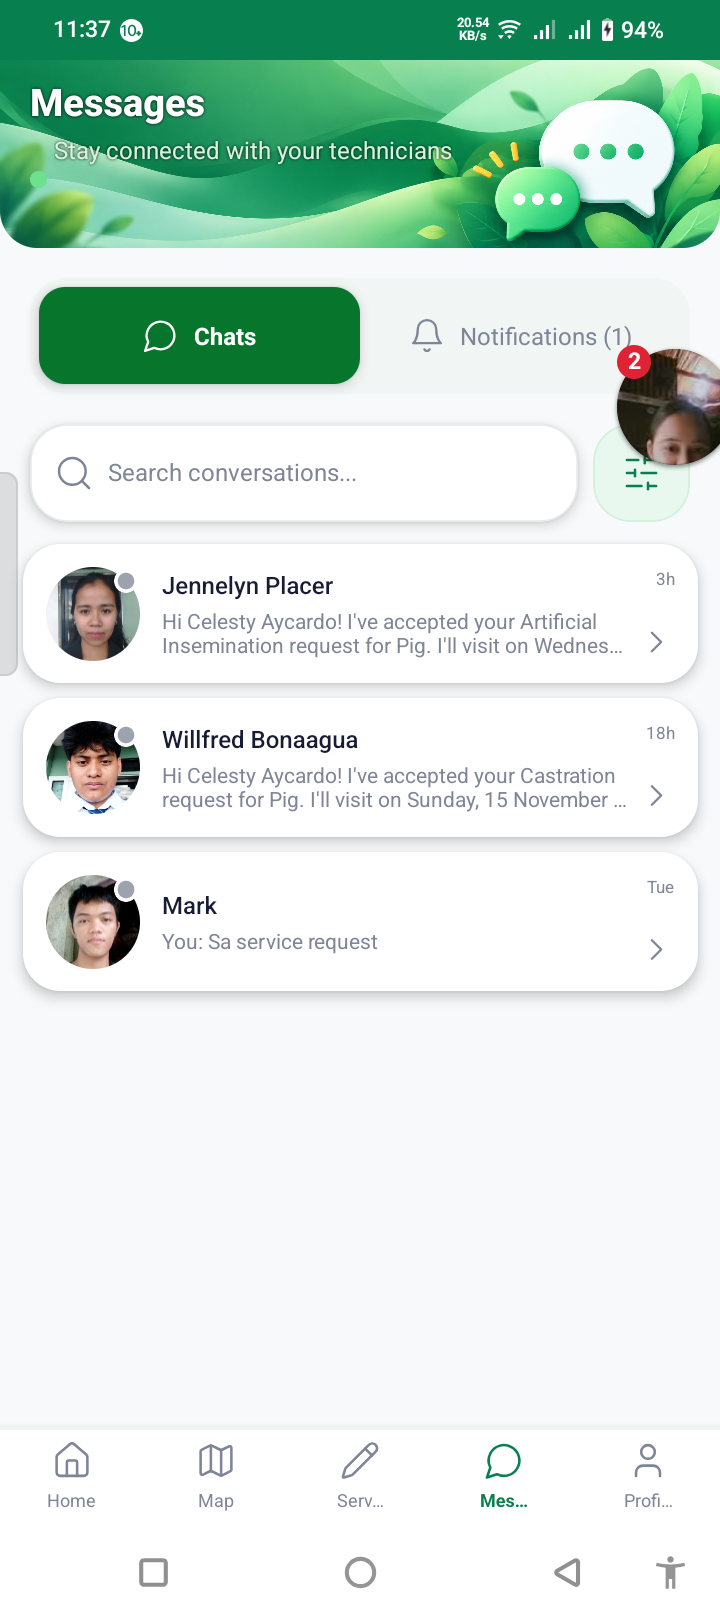 11:37
10+
20.54
KB/s
94%
Messages
Stay connected with your technicians
Chats
Notifications (1)
2
Search conversations...
Jennelyn Placer
3h
Hi Celesty Aycardo! I've accepted your Artificial
Insemination request for Pig. I'll visit on Wednes...
Willfred Bonaagua
18h
Hi Celesty Aycardo! I've accepted your Castration
request for Pig. I'll visit on Sunday, 15 November ...
Mark
Tue
You: Sa service request
Home
Map
Serv...
Mes...
Profi...